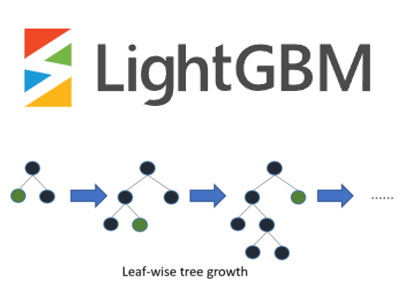 LightGBM
......
Leaf-wise tree growth